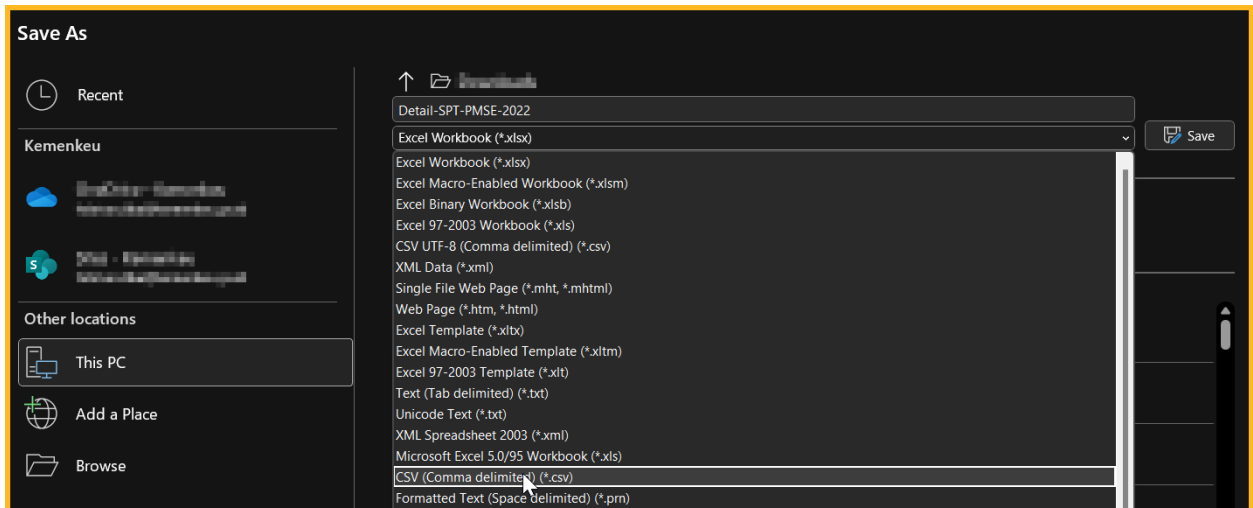 Save As
Recent
Kemenkeu
Other locations
This PC
Add a Place
Browse
Detail-SPT-PMSE-2022
Excel Workbook (*.xlsx)
Save
Excel Workbook (*.xlsx)
Excel Macro-Enabled Workbook (*.xlsm)
Excel Binary Workbook (*.xlsb)
Excel 97-2003 Workbook (*.xls)
CSV UTF-8 (Comma delimited) (*.csv)
XML Data (*.xml)
Single File Web Page (*.mht, *.mhtml)
Web Page (*.htm, *.html)
Excel Template (*.xltx)
Excel Macro-Enabled Template (*.xltm)
Excel 97-2003 Template (*.xlt)
Text (Tab delimited) (*.txt)
Unicode Text (*.txt)
XML Spreadsheet 2003 (*.xml)
Microsoft Excel 5.0/95 Workbook (*.xls)
CSV (Comma delimited) (*.csv)
Formatted Text (Space delimited) (*.prn)